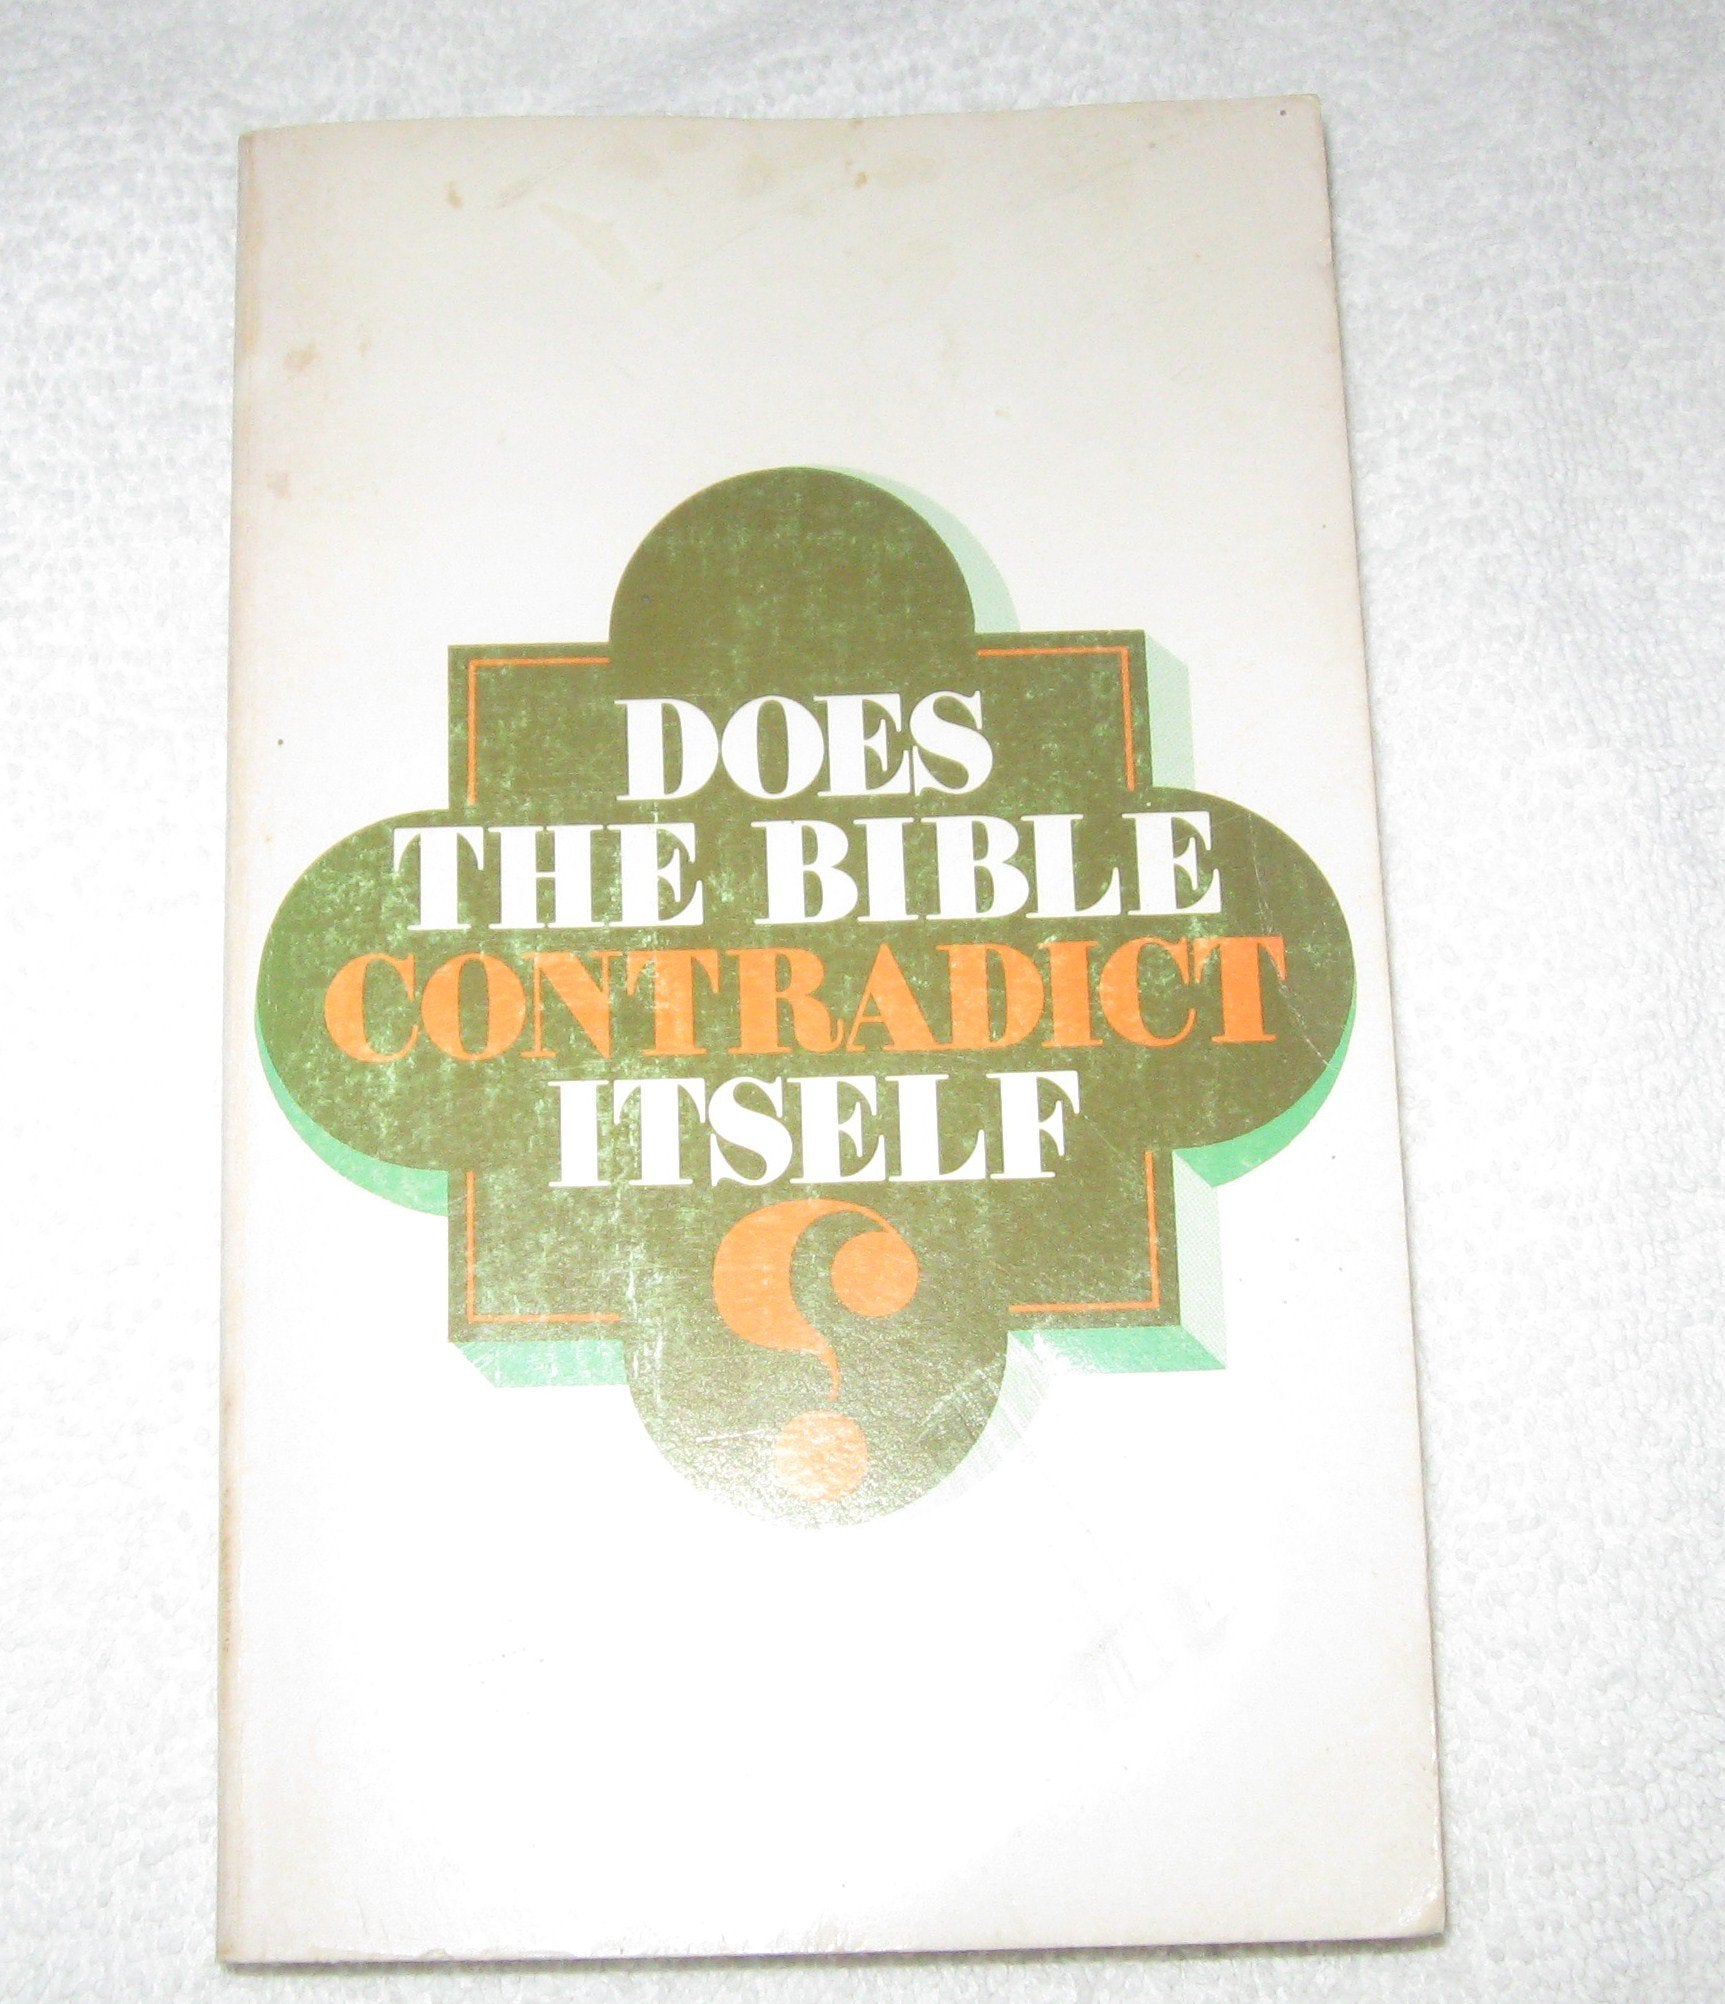 DOES
THE BIBLE
CONTRADICT
ITSELF
?